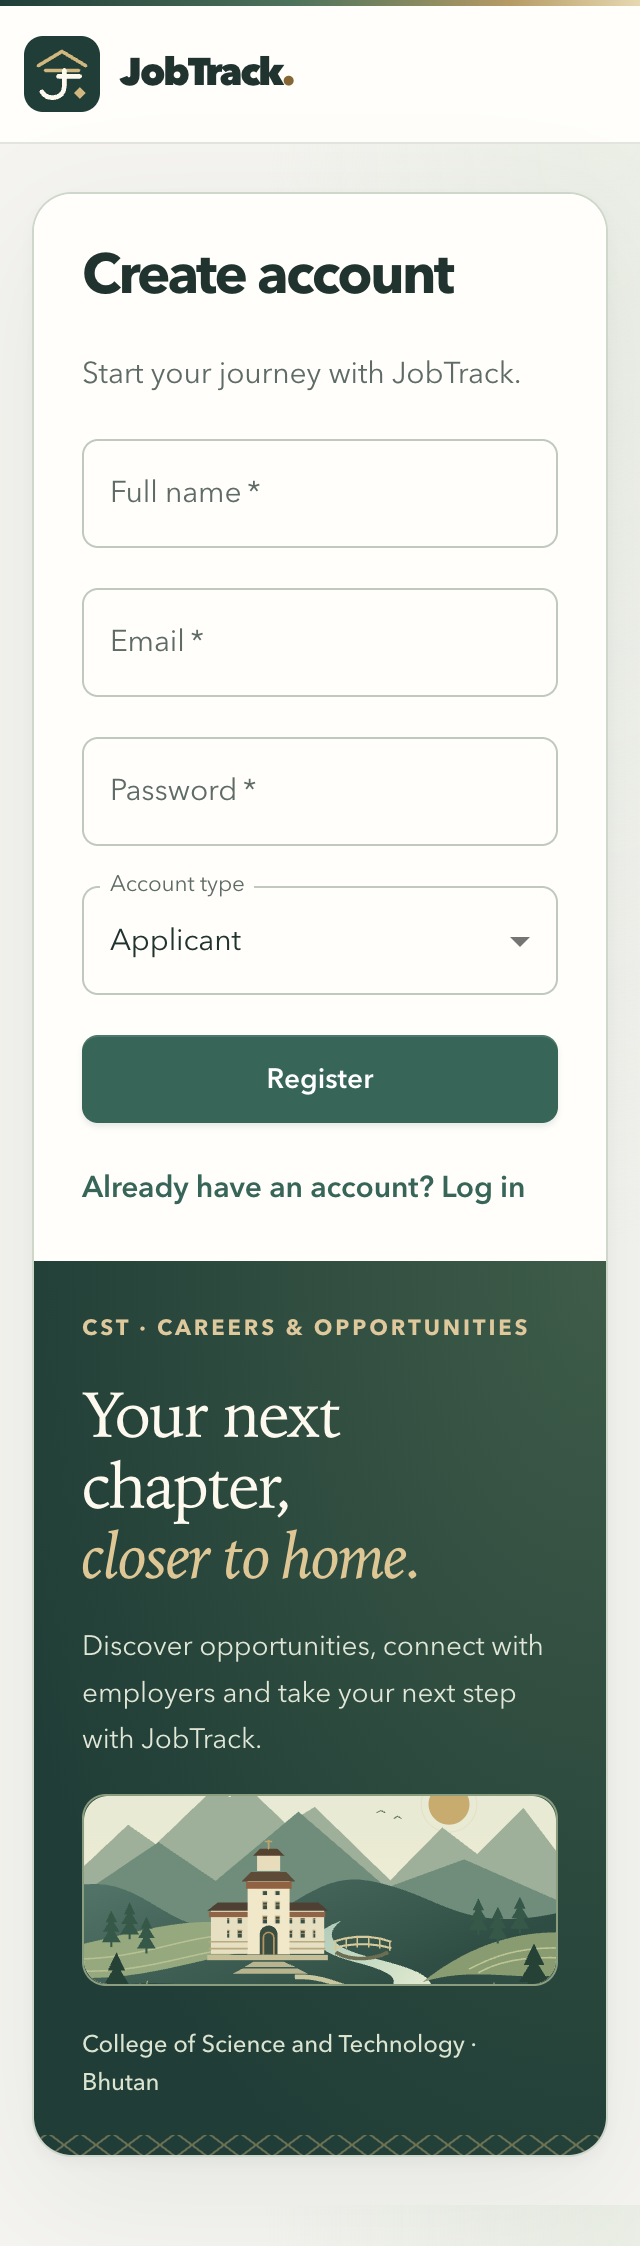 JobTrack.
Create account
Start your journey with JobTrack.
Full name *
Email *
Password *
Account type
Applicant
Register
Already have an account? Log in
CST · CAREERS & OPPORTUNITIES
Your next
chapter,
closer to home.
Discover opportunities, connect with
employers and take your next step
with JobTrack.
College of Science and Technology ·
Bhutan